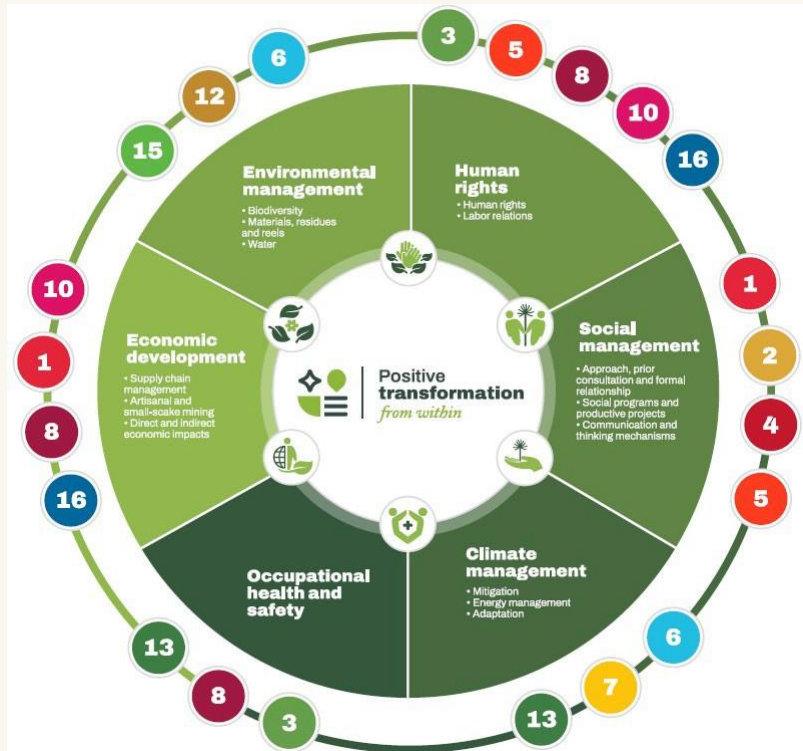 6
3
5
8
10
16
12
15
Environmental
management
• Biodiversity
• Materials, residues
and reels
• Water
Human
rights
• Human rights
• Labor relations
10
1
8
16
Economic
development
• Supply chain
management
• Artisanal and
small-soake mining
• Direct and indirect
economic impacts
Positive
transformation
from within
Social
management
• Approach, prior
consultation and formal
relationship
• Social programs and
productive projects
• Communication and
thinking mechanisms
1
2
4
5
Occupational
health and
safety
Climate
management
• Mitigation
• Energy management
• Adaptation
13
8
3
13
7
6